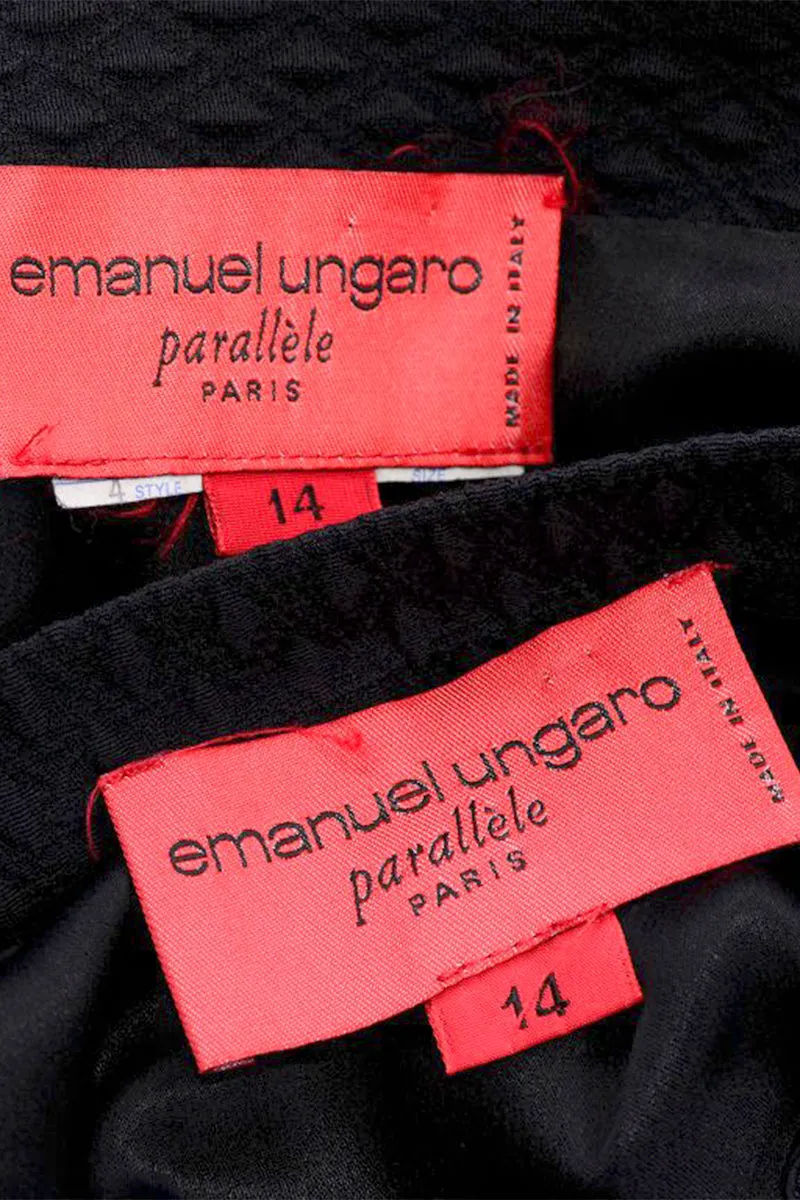 emanuel ungaro
parallèle
PARIS
MADE IN ITALY
4 STYLE
SIZE
14
emanuel ungaro
parallèle
PARIS
MADE IN ITALY
14